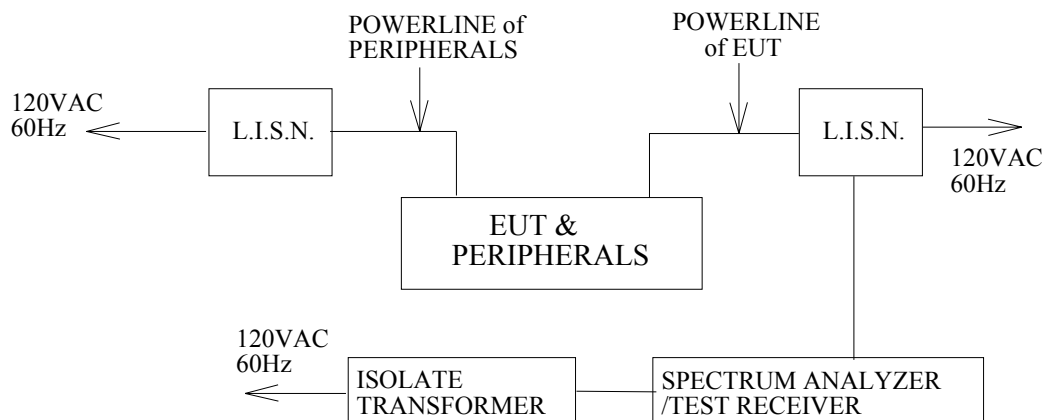 POWERLINE of
PERIPHERALS
POWERLINE
of EUT
120VAC
60Hz
L.I.S.N.
L.I.S.N.
120VAC
60Hz
EUT &
PERIPHERALS
120VAC
60Hz
ISOLATE
TRANSFORMER
SPECTRUM ANALYZER
/TEST RECEIVER